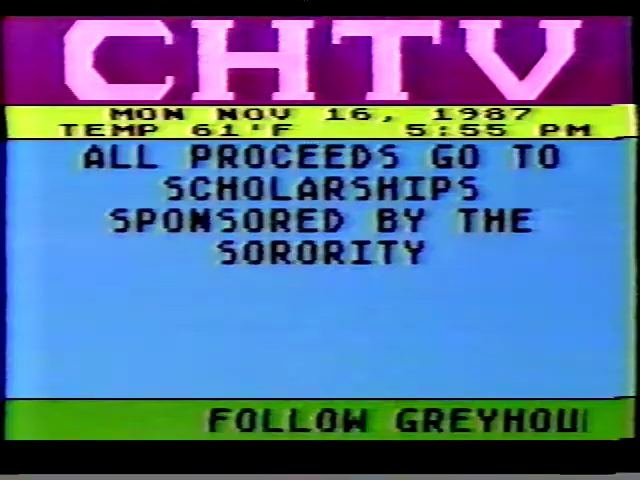 CHTV
MON NOV 16, 1987
TEMP 61°F 5:55 PM
ALL PROCEEDS GO TO
SCHOLARSHIPS
SPONSORED BY THE
SORORITY
FOLLOW GREYHOU